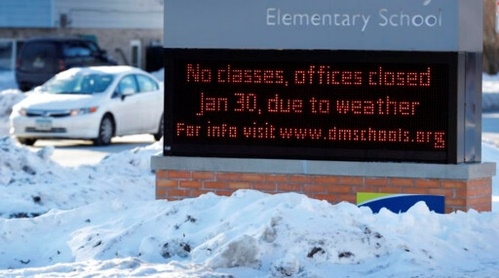 Elementary School
No classes, offices closed
Jan 30, due to weather
For info visit www.dmschools.org